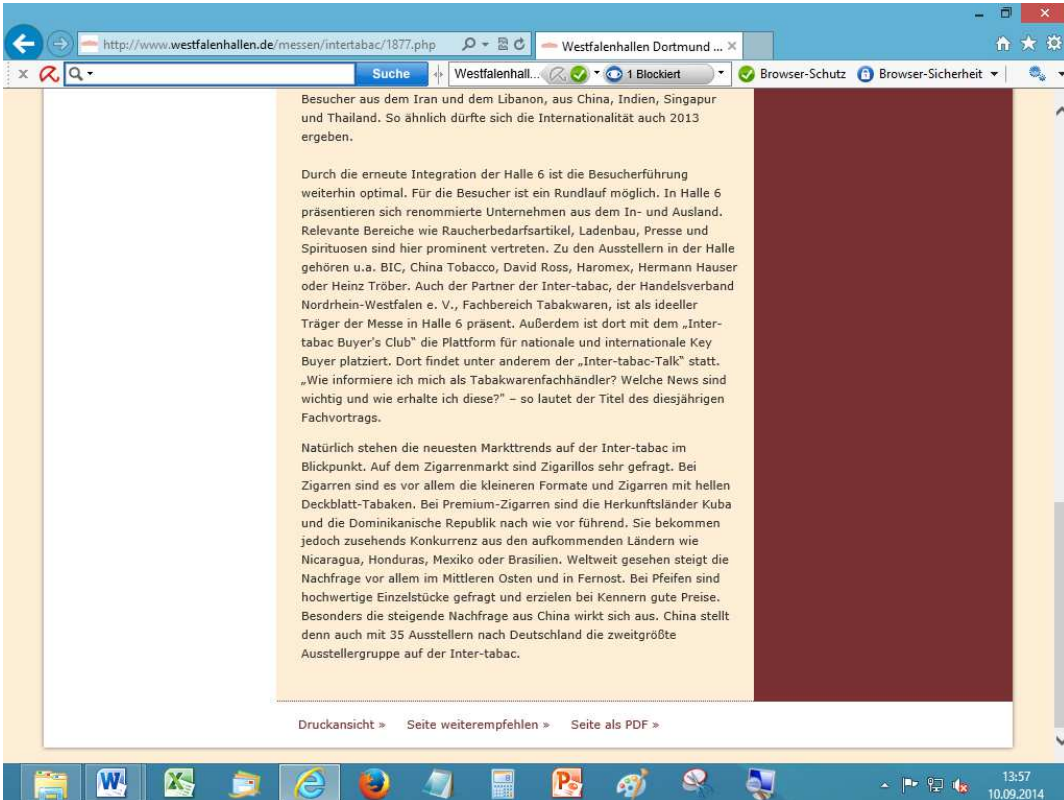 http://www.westfalenhallen.de/messen/intertabac/1877.php
Westfalenhallen Dortmund ...
Suche
Westfalenhall...
1 Blockiert
Browser-Schutz
Browser-Sicherheit
Besucher aus dem Iran und dem Libanon, aus China, Indien, Singapur
und Thailand. So ähnlich dürfte sich die Internationalität auch 2013
ergeben.
Durch die erneute Integration der Halle 6 ist die Besucherführung
weiterhin optimal. Für die Besucher ist ein Rundlauf möglich. In Halle 6
präsentieren sich renommierte Unternehmen aus dem In- und Ausland.
Relevante Bereiche wie Raucherbedarfsartikel, Ladenbau, Presse und
Spirituosen sind hier prominent vertreten. Zu den Ausstellern in der Halle
gehören u.a. BIC, China Tobacco, David Ross, Haromex, Hermann Hauser
oder Heinz Tröber. Auch der Partner der Inter-tabac, der Handelsverband
Nordrhein-Westfalen e. V., Fachbereich Tabakwaren, ist als ideeller
Träger der Messe in Halle 6 präsent. Außerdem ist dort mit dem „Inter-
tabac Buyer's Club“ die Plattform für nationale und internationale Key
Buyer platziert. Dort findet unter anderem der „Inter-tabac-Talk“ statt.
„Wie informiere ich mich als Tabakwarenfachhändler? Welche News sind
wichtig und wie erhalte ich diese?" – so lautet der Titel des diesjährigen
Fachvortrags.
Natürlich stehen die neuesten Markttrends auf der Inter-tabac im
Blickpunkt. Auf dem Zigarrenmarkt sind Zigarillos sehr gefragt. Bei
Zigarren sind es vor allem die kleineren Formate und Zigarren mit hellen
Deckblatt-Tabaken. Bei Premium-Zigarren sind die Herkunftsländer Kuba
und die Dominikanische Republik nach wie vor führend. Sie bekommen
jedoch zusehends Konkurrenz aus den aufkommenden Ländern wie
Nicaragua, Honduras, Mexiko oder Brasilien. Weltweit gesehen steigt die
Nachfrage vor allem im Mittleren Osten und in Fernost. Bei Pfeifen sind
hochwertige Einzelstücke gefragt und erzielen bei Kennern gute Preise.
Besonders die steigende Nachfrage aus China wirkt sich aus. China stellt
denn auch mit 35 Ausstellern nach Deutschland die zweitgrößte
Ausstellergruppe auf der Inter-tabac.
Druckansicht » Seite weiterempfehlen » Seite als PDF »
13:57
10.09.2014